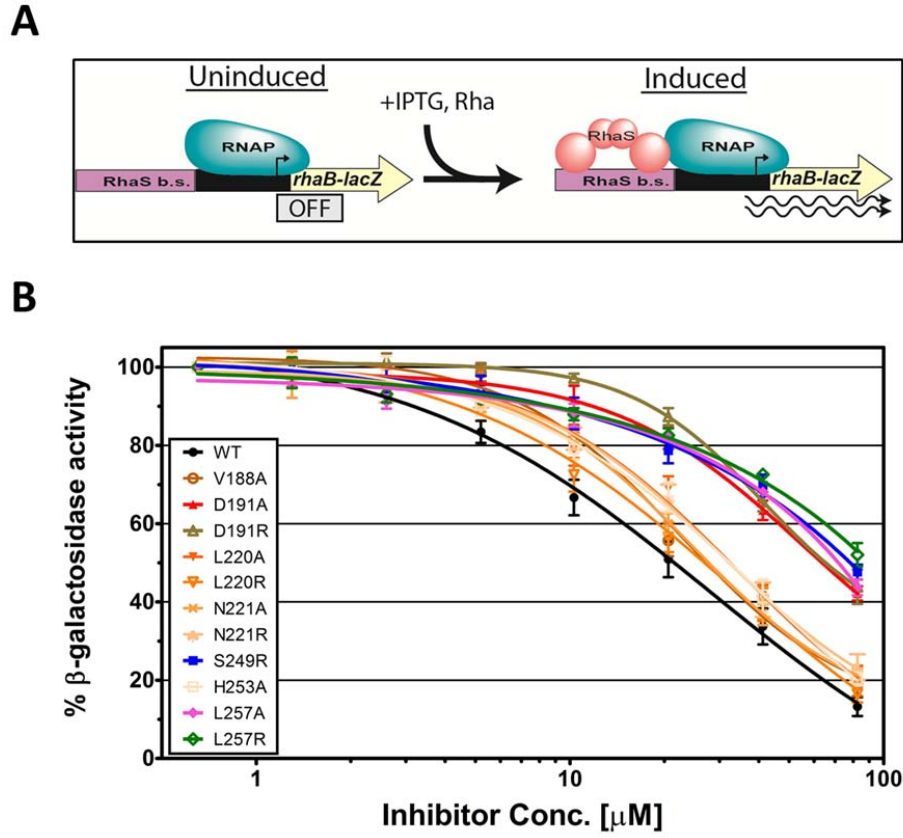 A
Uninduced
+IPTG, Rha
Induced
RNAP
RhaS
RNAP
RhaS b.s.
rhaB-lacZ
RhaS b.s.
rhaB-lacZ
OFF
B
% β-galactosidase activity
100
80
60
40
20
0
WT
V188A
D191A
D191R
L220A
L220R
N221A
N221R
S249R
H253A
L257A
L257R
1
10
100
Inhibitor Conc. [μM]